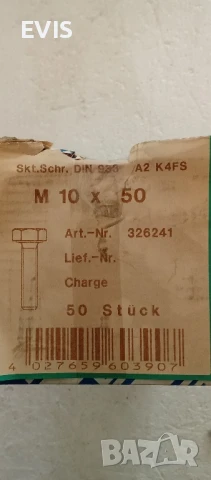 EVIS
Skt.Schr. DIN 933 A2 K4FS
M 10 x 50
Art.-Nr. 326241
Lief.-Nr.
Charge
50 Stück
4 027659 603907
BAZAR